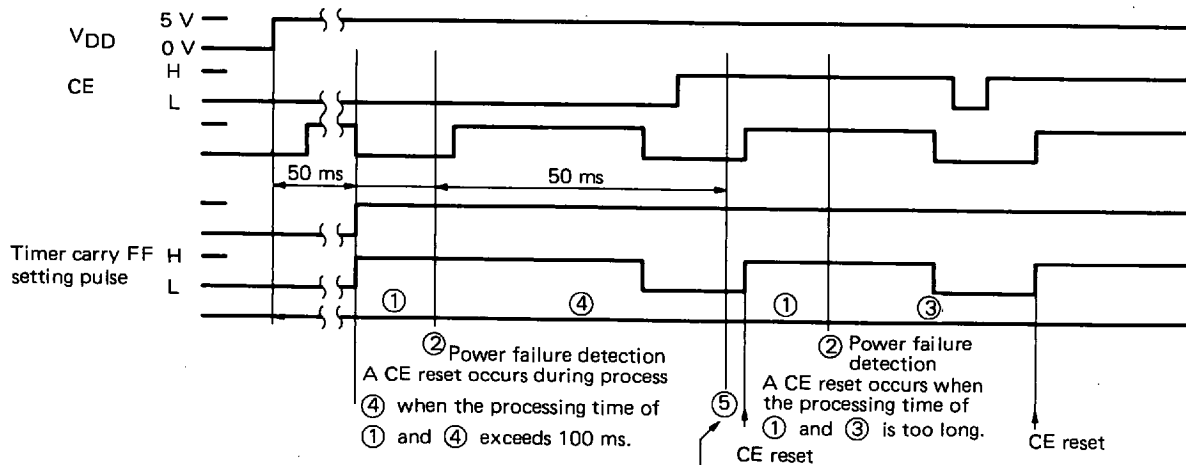 5 V
VDD
0 V
H
CE
L
50 ms
50 ms
Timer carry FF H
setting pulse
L
① ④ ① ③
② Power failure detection
A CE reset occurs during process
④ when the processing time of
① and ④ exceeds 100 ms.
⑤
② Power failure
detection
A CE reset occurs when
the processing time of
① and ③ is too long.
CE reset
CE reset